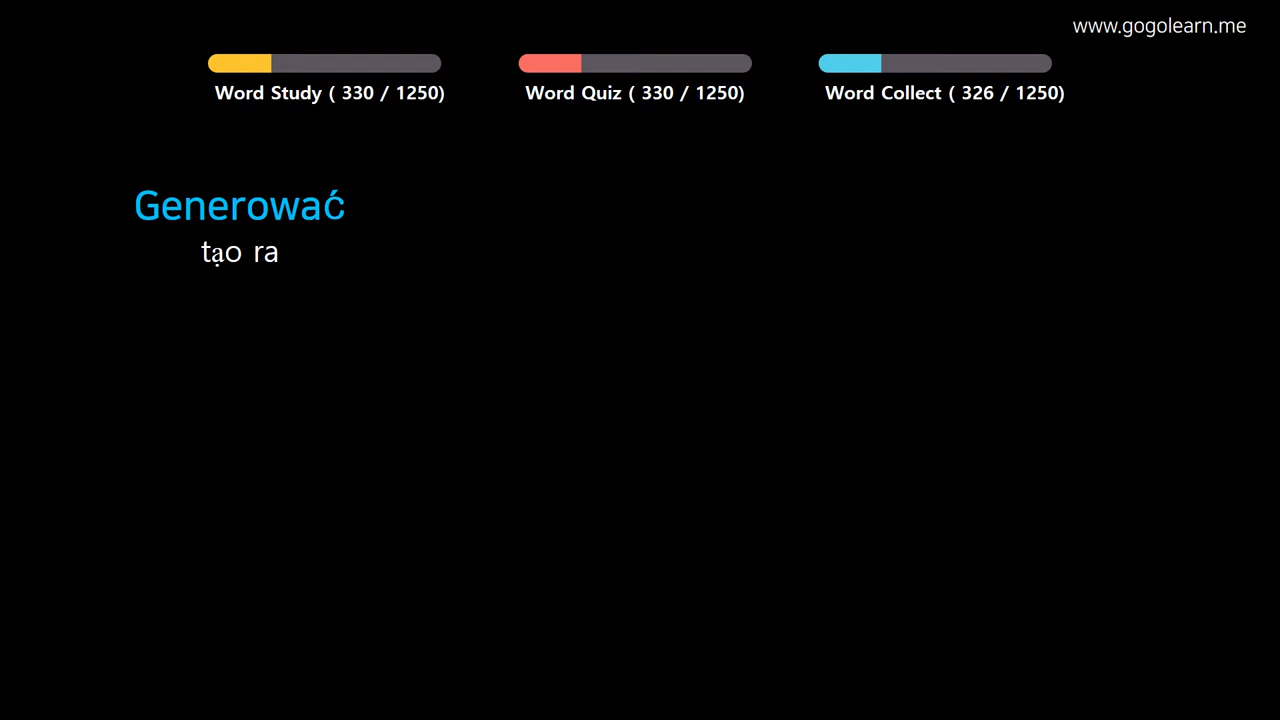 www.gogolearn.me
Word Study ( 330 / 1250)
Word Quiz ( 330 / 1250)
Word Collect ( 326 / 1250)
Generować
tạo ra